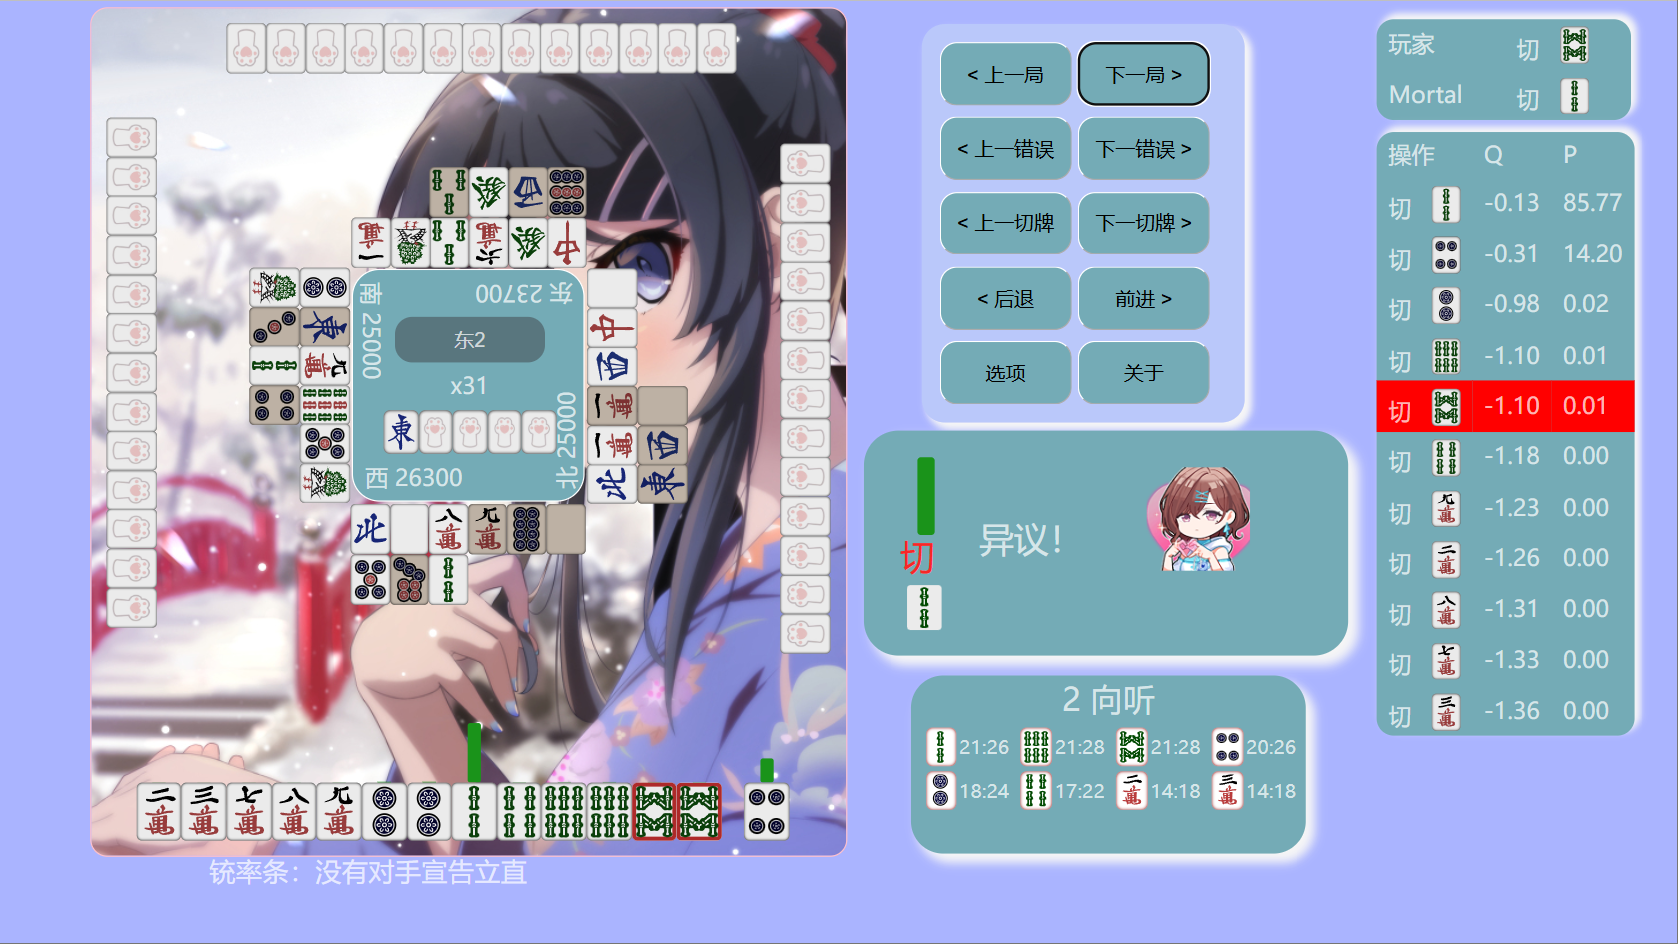 < 上一局
下一局 >
< 上一错误
下一错误 >
< 上一切牌
下一切牌 >
< 后退
前进 >
选项
关于
玩家 切
Mortal 切
操作 Q P
切 -0.13 85.77
切 -0.31 14.20
切 -0.98 0.02
切 -1.10 0.01
切 -1.10 0.01
切 -1.18 0.00
切 -1.23 0.00
切 -1.26 0.00
切 -1.31 0.00
切 -1.33 0.00
切 -1.36 0.00
东 23700
南 25000
东2
x31
西 26300
北 25000
切
异议！
2 向听
21:26 21:28 21:28 20:26
18:24 17:22 14:18 14:18
铳率条：没有对手宣告立直